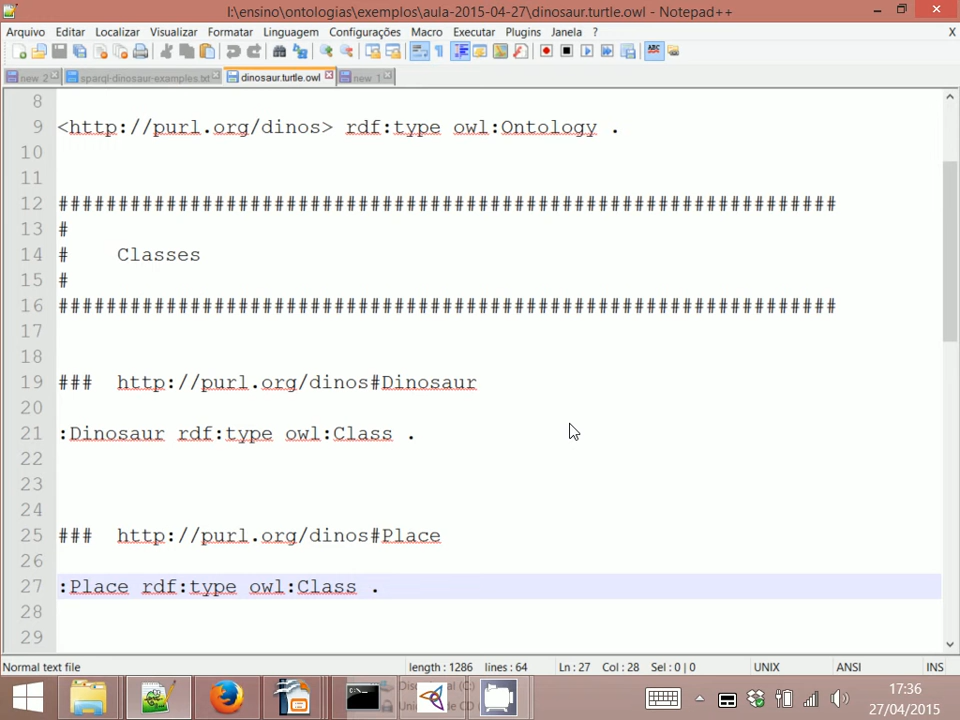 I:\ensino\ontologias\exemplos\aula-2015-04-27\dinosaur.turtle.owl - Notepad++
Arquivo Editar Localizar Visualizar Formatar Linguagem Configurações Macro Executar Plugins Janela ? X
new 2 sparql-dinosaur-examples.txt dinosaur.turtle.owl new 1
8
9 <http://purl.org/dinos> rdf:type owl:Ontology .
10
11
12 ##################################################################
13 #
14 # Classes
15 #
16 ##################################################################
17
18
19 ### http://purl.org/dinos#Dinosaur
20
21 :Dinosaur rdf:type owl:Class .
22
23
24
25 ### http://purl.org/dinos#Place
26
27 :Place rdf:type owl:Class .
28
29
Normal text file length : 1286 lines : 64 Ln : 27 Col : 28 Sel : 0 | 0 UNIX ANSI INS
17:36
27/04/2015